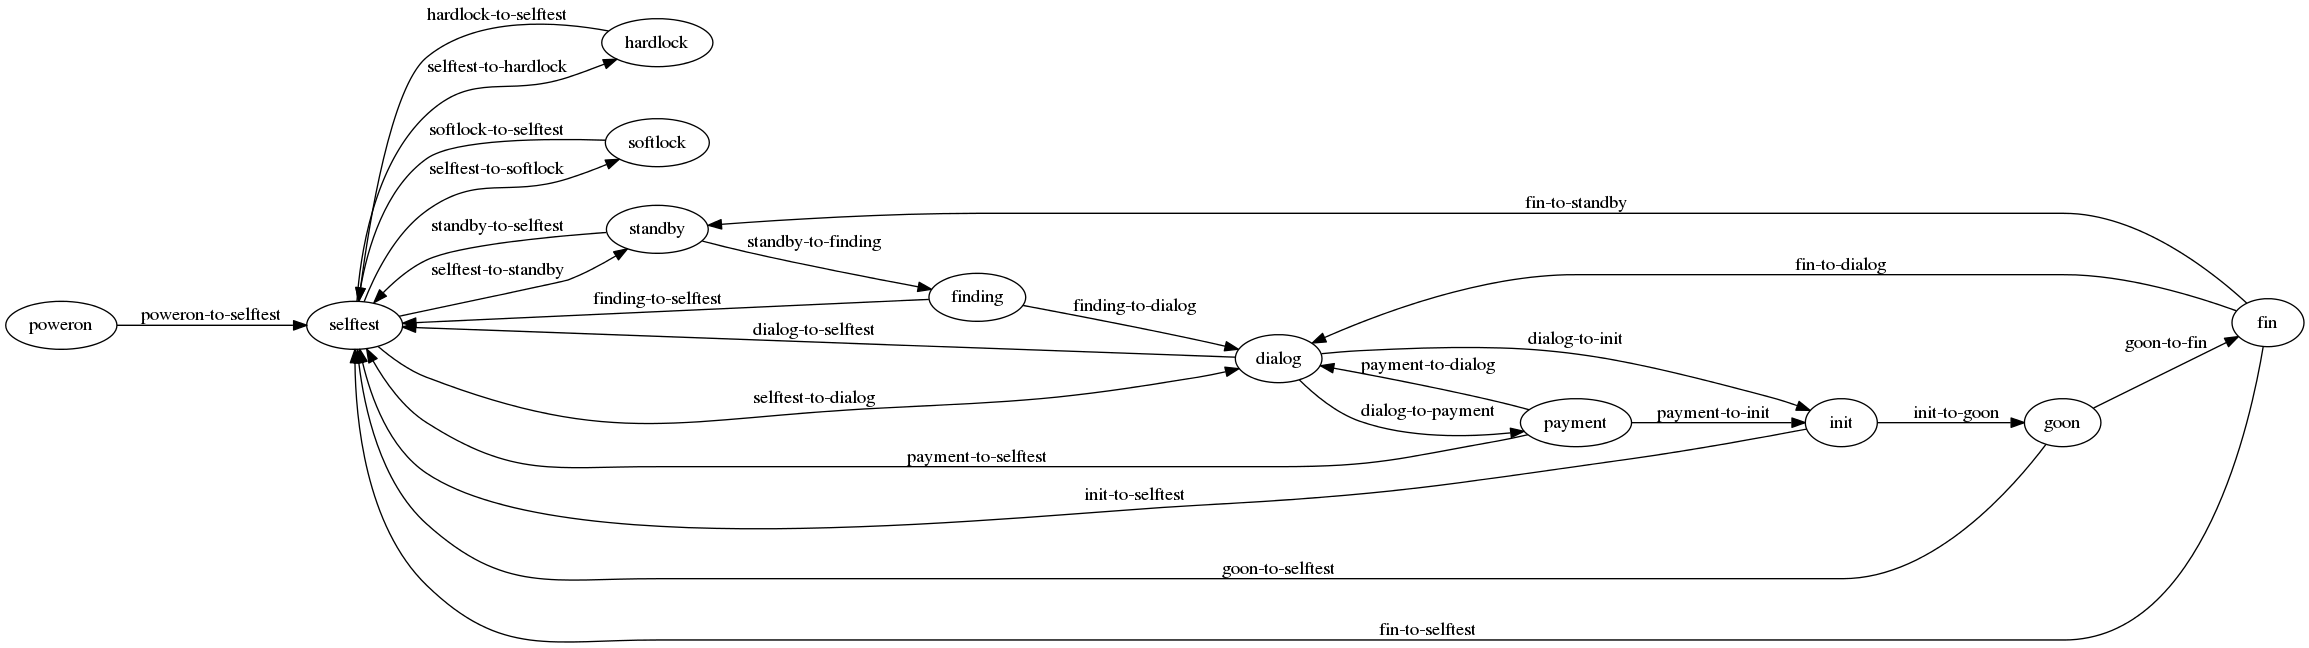 hardlock-to-selftest
hardlock
selftest-to-hardlock
softlock-to-selftest
softlock
selftest-to-softlock
fin-to-standby
standby-to-selftest
standby
standby-to-finding
selftest-to-standby
fin-to-dialog
finding-to-selftest
finding
finding-to-dialog
poweron
poweron-to-selftest
selftest
dialog-to-selftest
fin
dialog-to-init
goon-to-fin
dialog
payment-to-dialog
selftest-to-dialog
dialog-to-payment
payment
payment-to-init
init
init-to-goon
goon
payment-to-selftest
init-to-selftest
goon-to-selftest
fin-to-selftest